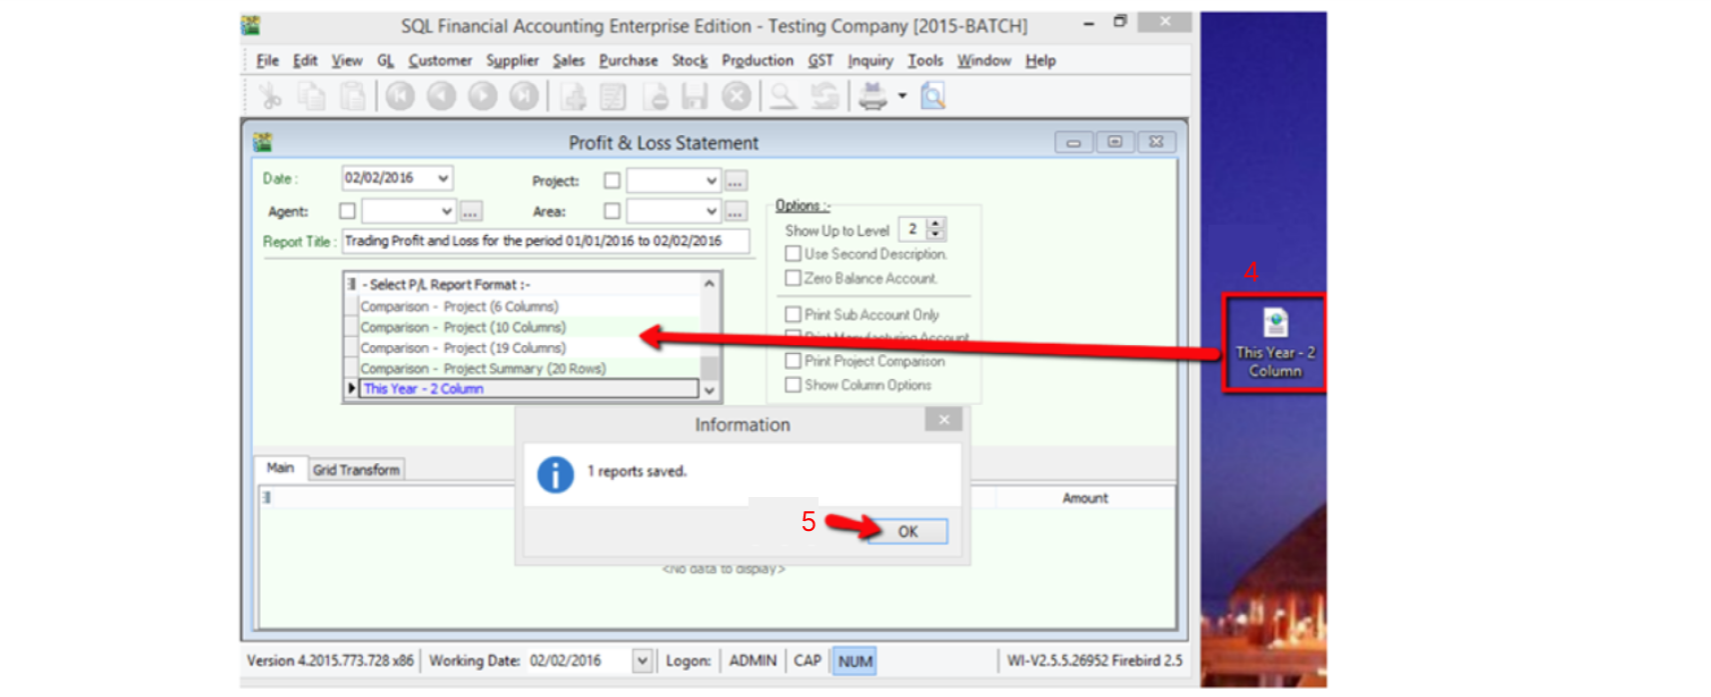 SQL Financial Accounting Enterprise Edition - Testing Company [2015-BATCH]
File Edit View GL Customer Supplier Sales Purchase Stock Production GST Inquiry Tools Window Help
Profit & Loss Statement
Date : 02/02/2016 Project: ...
Agent: ... Area: ...
Report Title : Trading Profit and Loss for the period 01/01/2016 to 02/02/2016
Options :-
Show Up to Level 2
Use Second Description.
Zero Balance Account.
Print Sub Account Only
Print Manufacturing Account
Print Project Comparison
Show Column Options
- Select P/L Report Format :-
Comparison - Project (6 Columns)
Comparison - Project (10 Columns)
Comparison - Project (19 Columns)
Comparison - Project Summary (20 Rows)
This Year - 2 Column
4
This Year - 2
Column
Information
1 reports saved.
5
OK
Main Grid Transform
Amount
<No data to display>
Version 4.2015.773.728 x86 Working Date: 02/02/2016 Logon: ADMIN CAP NUM WI-V2.5.5.26952 Firebird 2.5